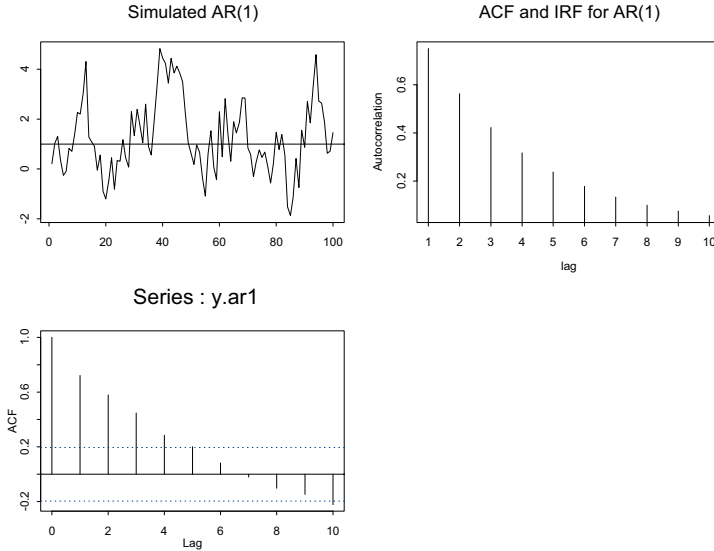 Simulated AR(1)
-2 0 2 4
0 20 40 60 80 100
ACF and IRF for AR(1)
Autocorrelation
0.2 0.4 0.6
1 2 3 4 5 6 7 8 9 10
lag
Series : y.ar1
ACF
-0.2 0.2 0.6 1.0
0 2 4 6 8 10
Lag